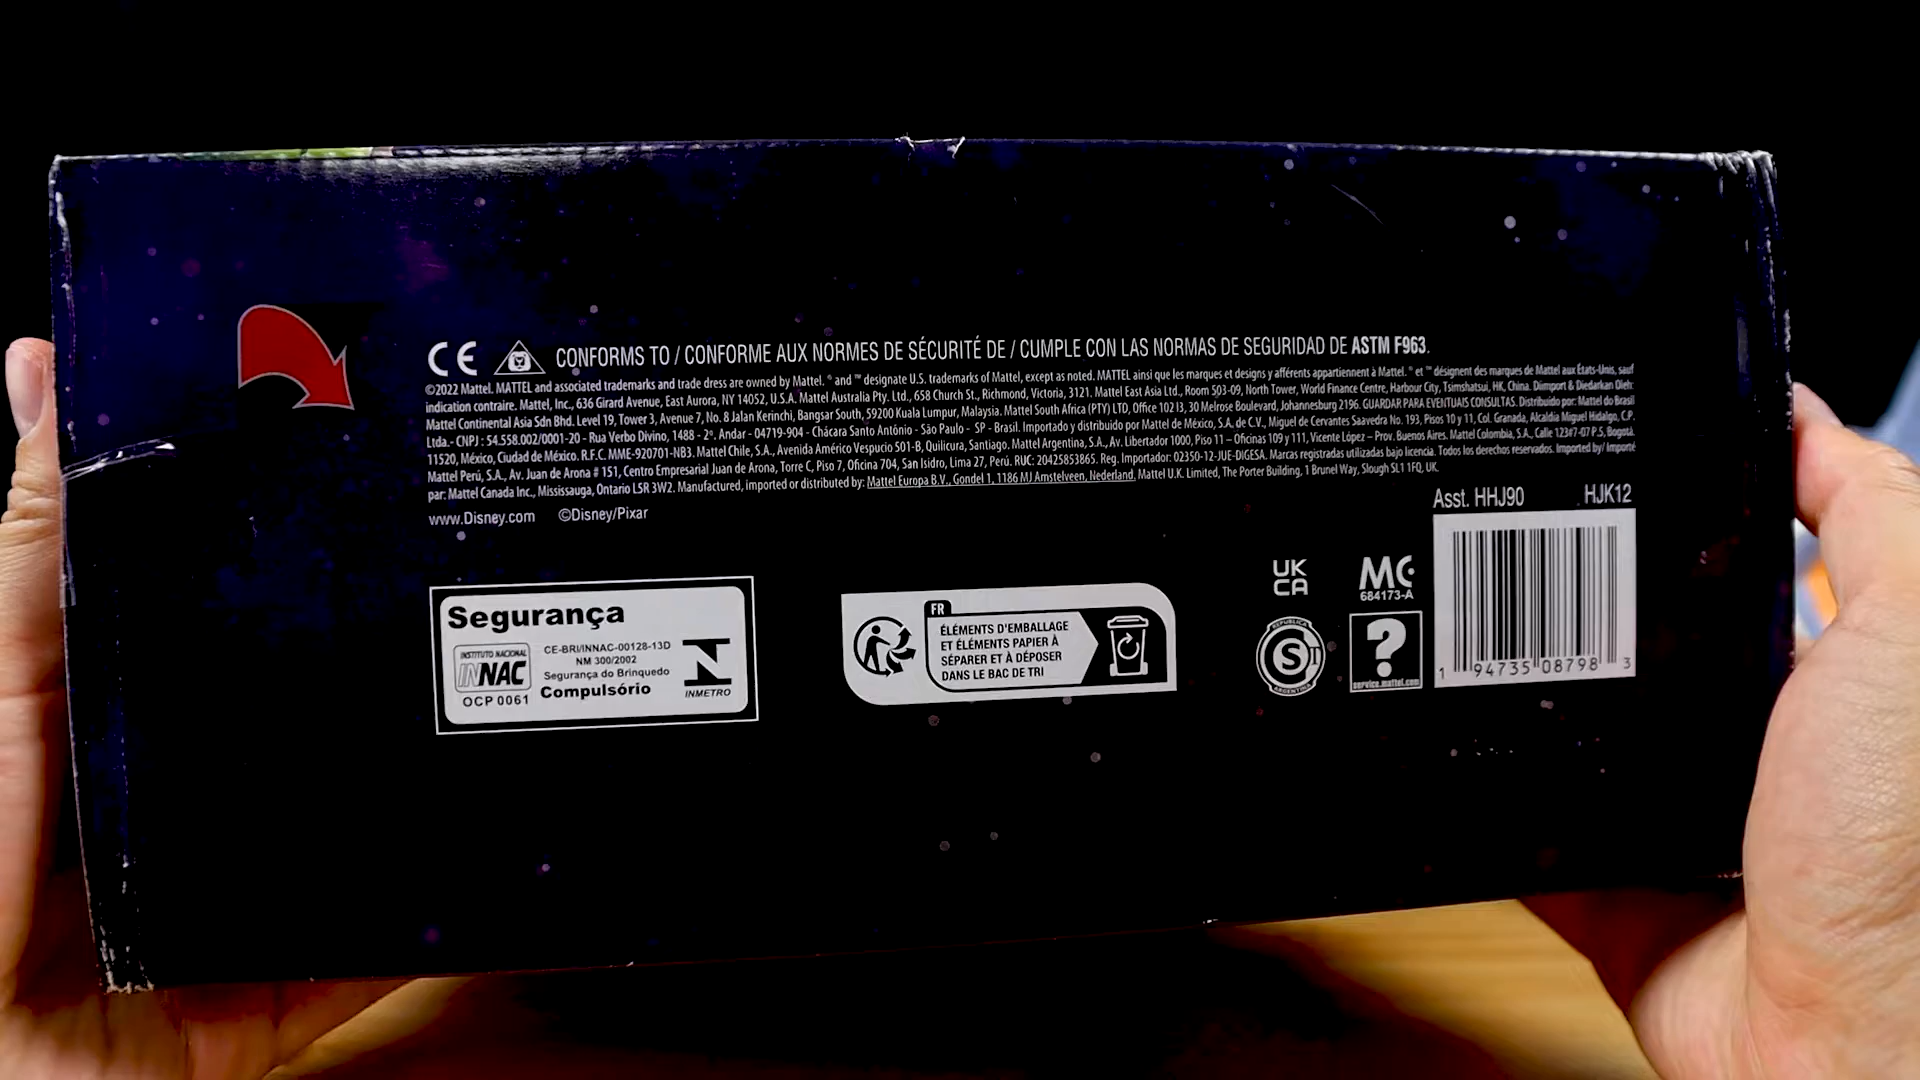 CE CONFORMS TO / CONFORME AUX NORMES DE SÉCURITÉ DE / CUMPLE CON LAS NORMAS DE SEGURIDAD DE ASTM F963.
©2022 Mattel. MATTEL and associated trademarks and trade dress are owned by Mattel. ® and ™ designate U.S. trademarks of Mattel, except as noted. MATTEL ainsi que les marques et designs y afférents appartiennent à Mattel. ® et ™ désignent des marques de Mattel aux États-Unis, sauf
indication contraire. Mattel, Inc., 636 Girard Avenue, East Aurora, NY 14052, U.S.A. Mattel Australia Pty. Ltd., 658 Church St., Richmond, Victoria, 3121. Mattel East Asia Ltd., Room 503-09, North Tower, World Finance Centre, Harbour City, Tsimshatsui, HK, China. Diimport & Diedarkan Oleh:
Mattel Continental Asia Sdn Bhd. Level 19, Tower 3, Avenue 7, No. 8 Jalan Kerinchi, Bangsar South, 59200 Kuala Lumpur, Malaysia. Mattel South Africa (PTY) LTD, Office 102 I3, 30 Melrose Boulevard, Johannesburg 2196. GUARDAR PARA EVENTUAIS CONSULTAS. Distribuido por: Mattel do Brasil
Ltda.- CNPJ : 54.558.002/0001-20 - Rua Verbo Divino, 1488 - 2º. Andar - 04719-904 - Chácara Santo Antônio - São Paulo - SP - Brasil. Importado y distribuido por Mattel de México, S.A. de C.V., Miguel de Cervantes Saavedra No. 193, Pisos 10 y 11, Col. Granada, Alcaldía Miguel Hidalgo, C.P.
11520, México, Ciudad de México. R.F.C. MME-920701-NB3. Mattel Chile, S.A., Avenida Américo Vespucio 501-B, Quilicura, Santiago. Mattel Argentina, S.A., Av. Libertador 1000, Piso 11 – Oficinas 109 y 111, Vicente López – Prov. Buenos Aires. Mattel Colombia, S.A., Calle 123#7-07 P.5, Bogotá.
Mattel Perú, S.A., Av. Juan de Arona # 151, Centro Empresarial Juan de Arona, Torre C, Piso 7, Oficina 704, San Isidro, Lima 27, Perú. RUC: 20425853865. Reg. Importador: 02350-12-JUE-DIGESA. Marcas registradas utilizadas bajo licencia. Todos los derechos reservados. Imported by/ Importé
par: Mattel Canada Inc., Mississauga, Ontario L5R 3W2. Manufactured, imported or distributed by: Mattel Europa B.V., Gondel 1, 1186 MJ Amstelveen, Nederland. Mattel U.K. Limited, The Porter Building, 1 Brunel Way, Slough SL1 1FQ, UK.
www.Disney.com ©Disney/Pixar
Asst. HHJ90 HJK12
Segurança
INSTITUTO NACIONAL
INNAC
OCP 0061
CE-BRI/INNAC-00128-13D
NM 300/2002
Segurança do Brinquedo
Compulsório
INMETRO
FR
ÉLÉMENTS D'EMBALLAGE
ET ÉLÉMENTS PAPIER À
SÉPARER ET À DÉPOSER
DANS LE BAC DE TRI
UK
CA
MC
684173-A
REPUBLICA
S
ARGENTINA
?
service.mattel.com
1 94735 08798 3